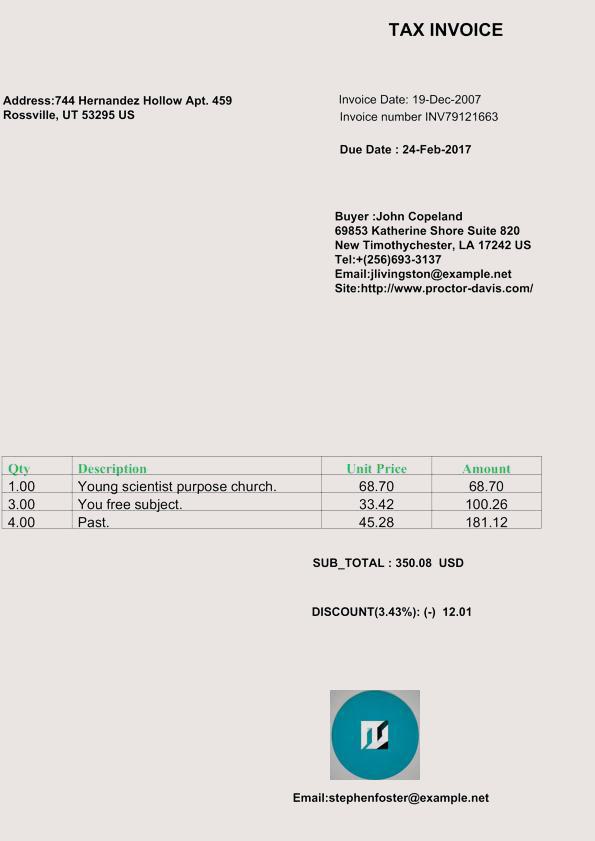 TAX INVOICE
Address:744 Hernandez Hollow Apt. 459
Rossville, UT 53295 US
Invoice Date: 19-Dec-2007
Invoice number INV79121663
Due Date : 24-Feb-2017
Buyer :John Copeland
69853 Katherine Shore Suite 820
New Timothychester, LA 17242 US
Tel:+(256)693-3137
Email:jlivingston@example.net
Site:http://www.proctor-davis.com/
Qty Description Unit Price Amount
1.00 Young scientist purpose church. 68.70 68.70
3.00 You free subject. 33.42 100.26
4.00 Past. 45.28 181.12
SUB_TOTAL : 350.08 USD
DISCOUNT(3.43%): (-) 12.01
Email:stephenfoster@example.net